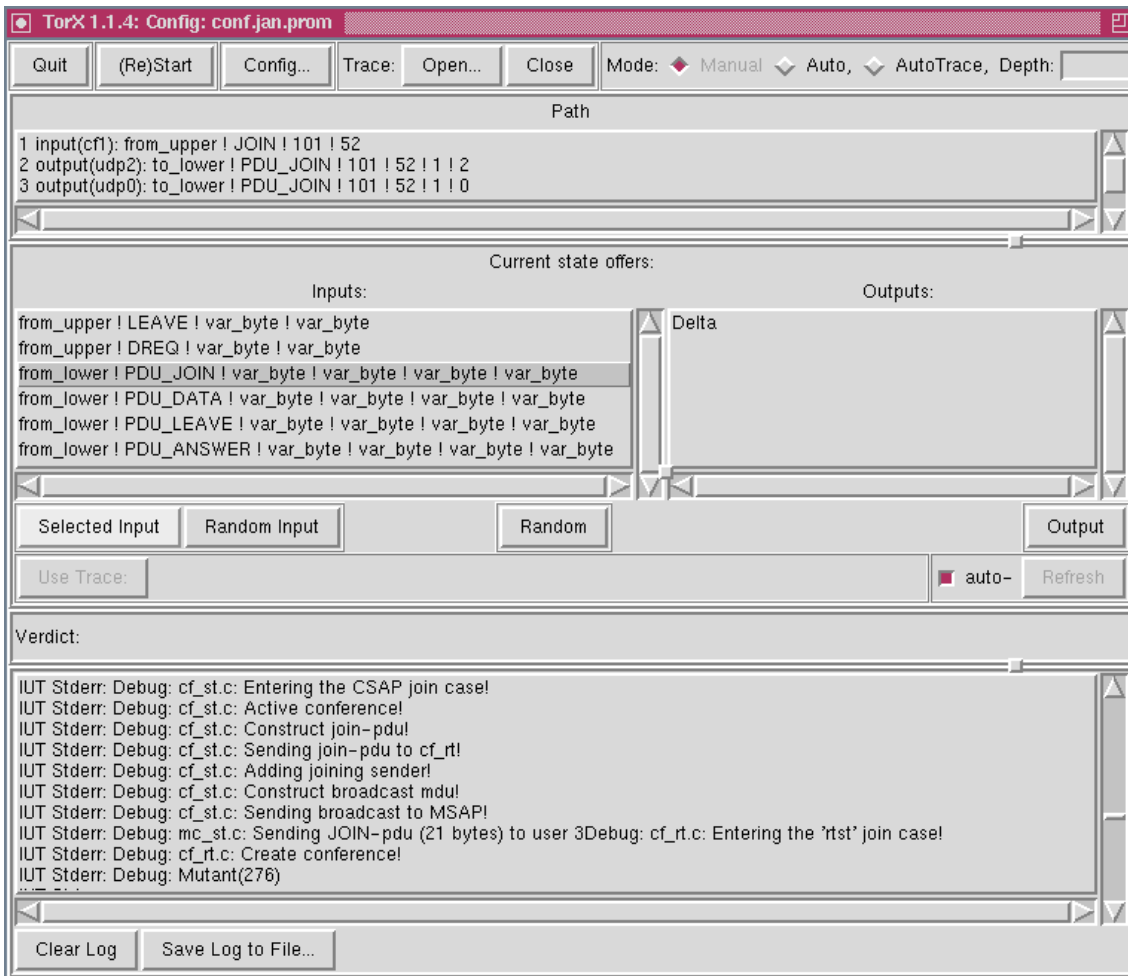 TorX 1.1.4: Config: conf.jan.prom
Quit (Re)Start Config... Trace: Open... Close Mode: Manual Auto, AutoTrace, Depth:
Path
1 input(cf1): from_upper ! JOIN ! 101 ! 52
2 output(udp2): to_lower ! PDU_JOIN ! 101 ! 52 ! 1 ! 2
3 output(udp0): to_lower ! PDU_JOIN ! 101 ! 52 ! 1 ! 0
Current state offers:
Inputs:
from_upper ! LEAVE ! var_byte ! var_byte
from_upper ! DREQ ! var_byte ! var_byte
from_lower ! PDU_JOIN ! var_byte ! var_byte ! var_byte ! var_byte
from_lower ! PDU_DATA ! var_byte ! var_byte ! var_byte ! var_byte
from_lower ! PDU_LEAVE ! var_byte ! var_byte ! var_byte ! var_byte
from_lower ! PDU_ANSWER ! var_byte ! var_byte ! var_byte ! var_byte
Outputs:
Delta
Selected Input Random Input Random Output
Use Trace: auto- Refresh
Verdict:
IUT Stderr: Debug: cf_st.c: Entering the CSAP join case!
IUT Stderr: Debug: cf_st.c: Active conference!
IUT Stderr: Debug: cf_st.c: Construct join-pdu!
IUT Stderr: Debug: cf_st.c: Sending join-pdu to cf_rt!
IUT Stderr: Debug: cf_st.c: Adding joining sender!
IUT Stderr: Debug: cf_st.c: Construct broadcast mdu!
IUT Stderr: Debug: cf_st.c: Sending broadcast to MSAP!
IUT Stderr: Debug: mc_st.c: Sending JOIN-pdu (21 bytes) to user 3Debug: cf_rt.c: Entering the 'rtst' join case!
IUT Stderr: Debug: cf_rt.c: Create conference!
IUT Stderr: Debug: Mutant(276)
Clear Log Save Log to File...